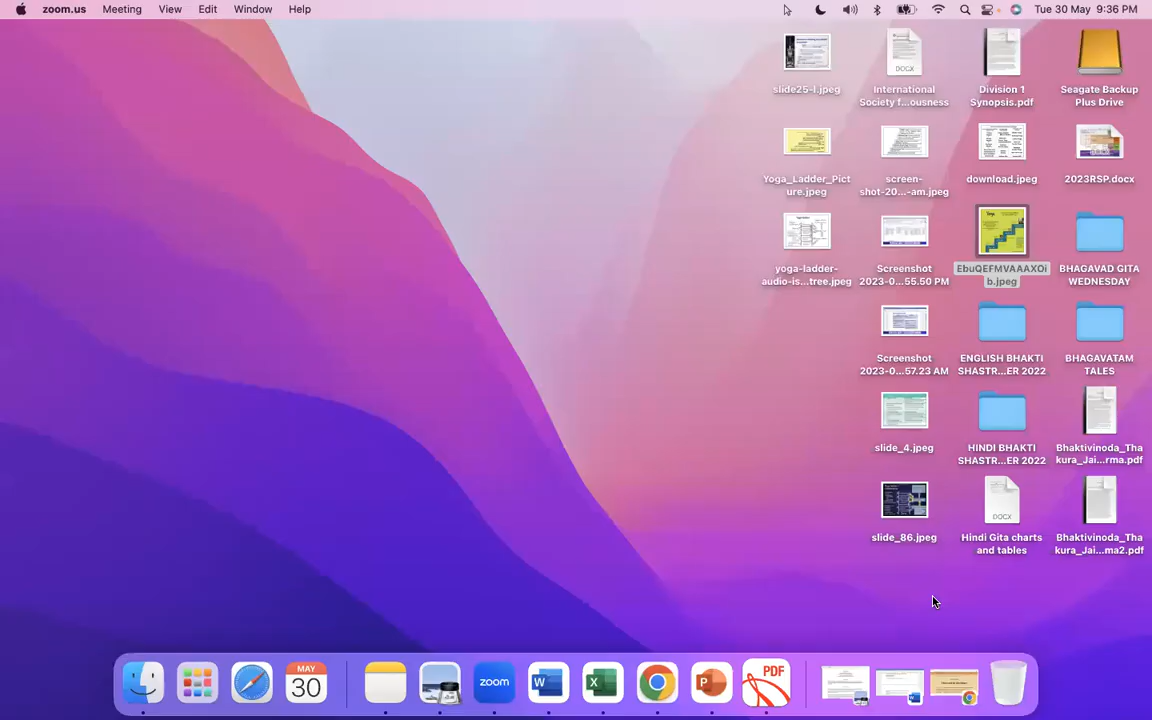 zoom.us Meeting View Edit Window Help Tue 30 May 9:36 PM
slide25-l.jpeg
International
Society f...ousness
Division 1
Synopsis.pdf
Seagate Backup
Plus Drive
Yoga_Ladder_Pict
ure.jpeg
screen-
shot-20...-am.jpeg
download.jpeg
2023RSP.docx
yoga-ladder-
audio-is...tree.jpeg
Screenshot
2023-0...55.50 PM
EbuQEFMVAAAXOi
b.jpeg
BHAGAVAD GITA
WEDNESDAY
Screenshot
2023-0...57.23 AM
ENGLISH BHAKTI
SHASTR...ER 2022
BHAGAVATAM
TALES
slide_4.jpeg
HINDI BHAKTI
SHASTR...ER 2022
Bhaktivinoda_Tha
kura_Jai...rma.pdf
slide_86.jpeg
Hindi Gita charts
and tables
Bhaktivinoda_Tha
kura_Jai...ma2.pdf
DOCX
DOCX
MAY
30
zoom
W
X
P
PDF